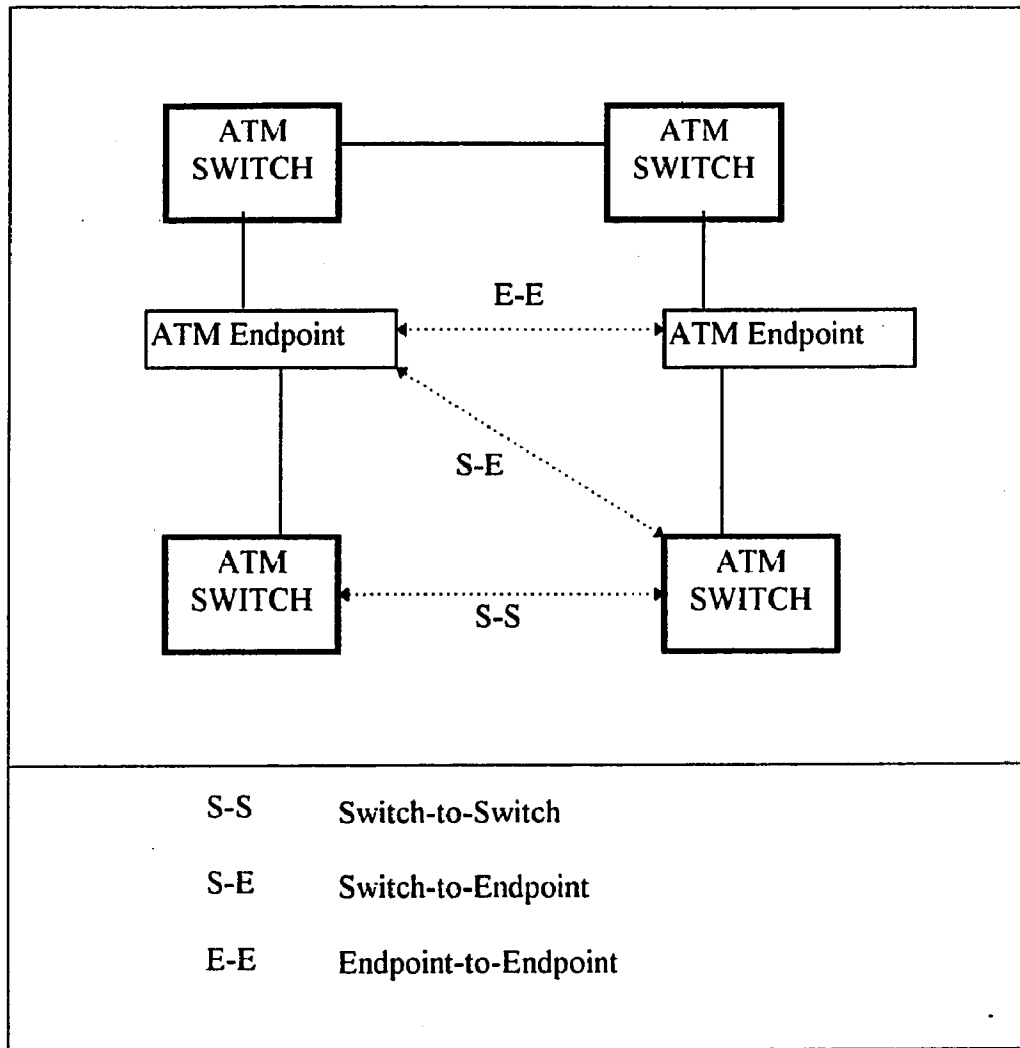 ATM
SWITCH
ATM
SWITCH
E-E
ATM Endpoint
ATM Endpoint
S-E
ATM
SWITCH
ATM
SWITCH
S-S
S-S Switch-to-Switch
S-E Switch-to-Endpoint
E-E Endpoint-to-Endpoint